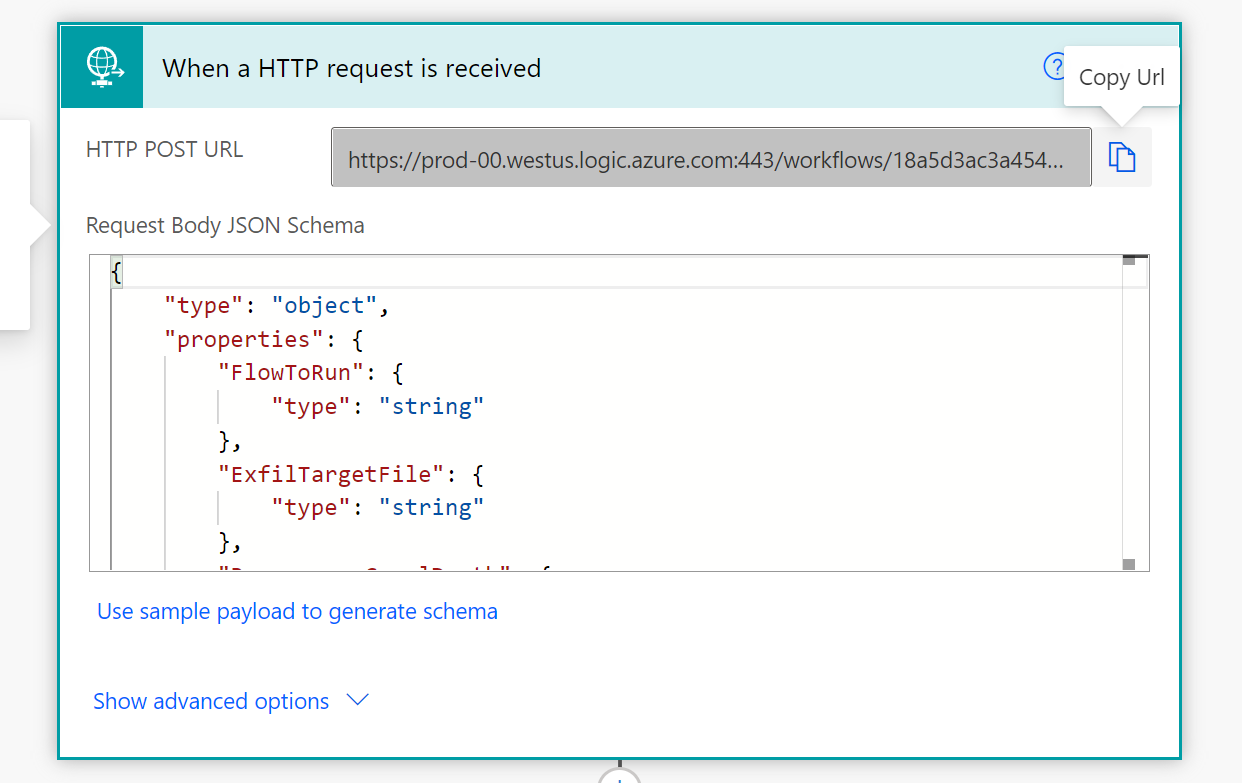 When a HTTP request is received
?
Copy Url
HTTP POST URL
https://prod-00.westus.logic.azure.com:443/workflows/18a5d3ac3a454...
Request Body JSON Schema
{
"type": "object",
"properties": {
"FlowToRun": {
"type": "string"
},
"ExfilTargetFile": {
"type": "string"
},
Use sample payload to generate schema
Show advanced options